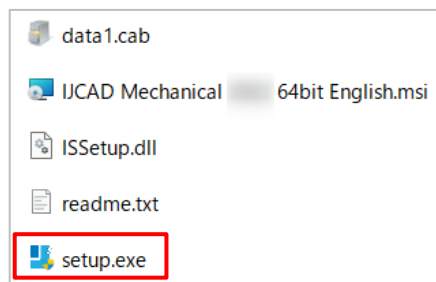 data1.cab
IJCAD Mechanical 64bit English.msi
ISSetup.dll
readme.txt
setup.exe